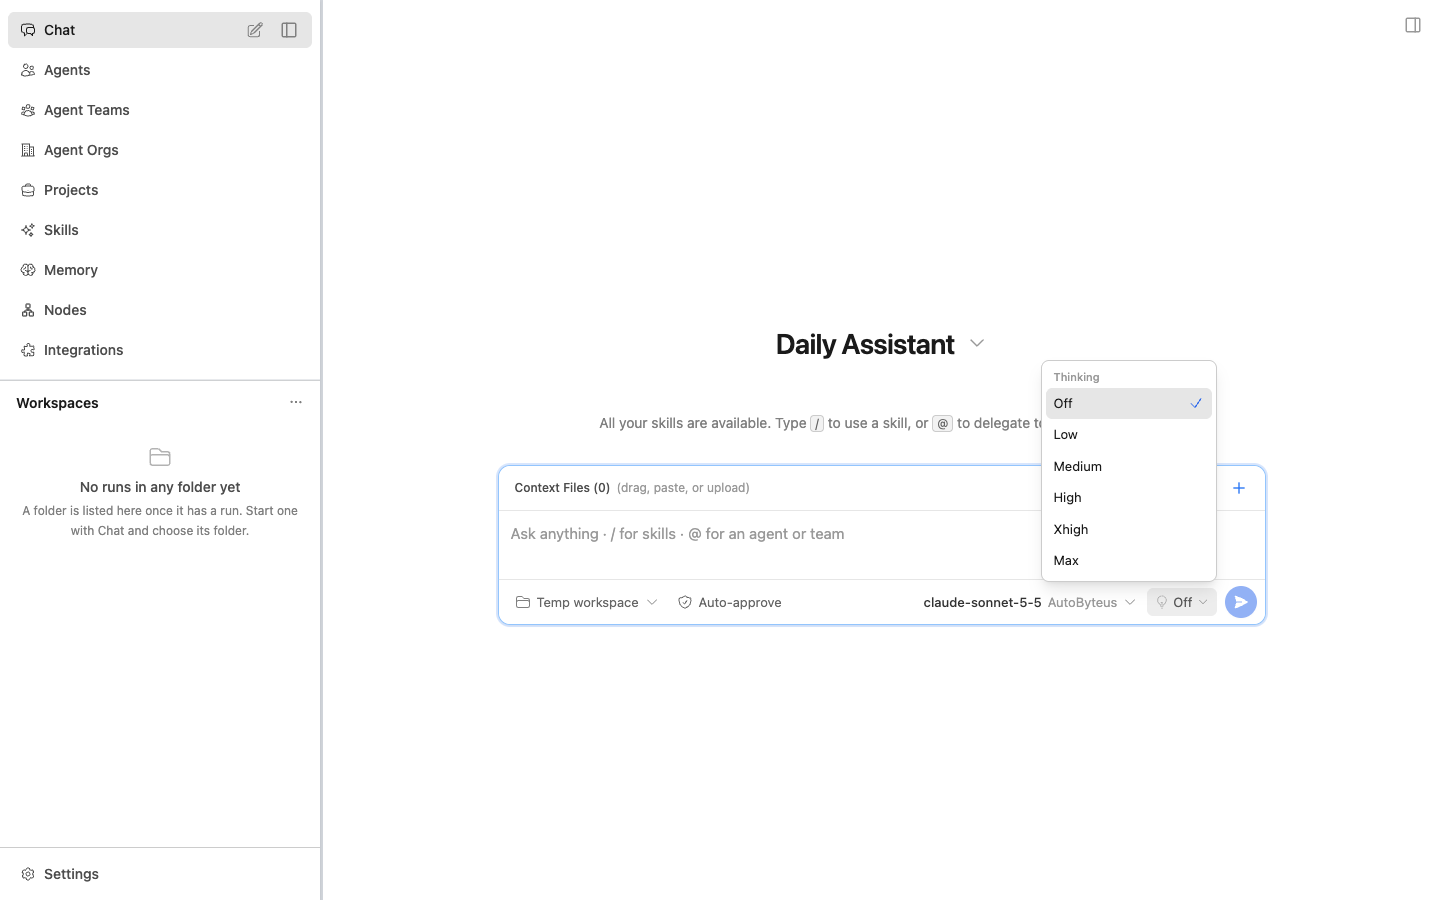 Chat
Agents
Agent Teams
Agent Orgs
Projects
Skills
Memory
Nodes
Integrations
Workspaces
No runs in any folder yet
A folder is listed here once it has a run. Start one
with Chat and choose its folder.
Settings
Daily Assistant
All your skills are available. Type / to use a skill, or @ to delegate to
Context Files (0) (drag, paste, or upload)
Ask anything · / for skills · @ for an agent or team
Temp workspace
Auto-approve
claude-sonnet-5-5 AutoByteus
Off
Thinking
Off
Low
Medium
High
Xhigh
Max